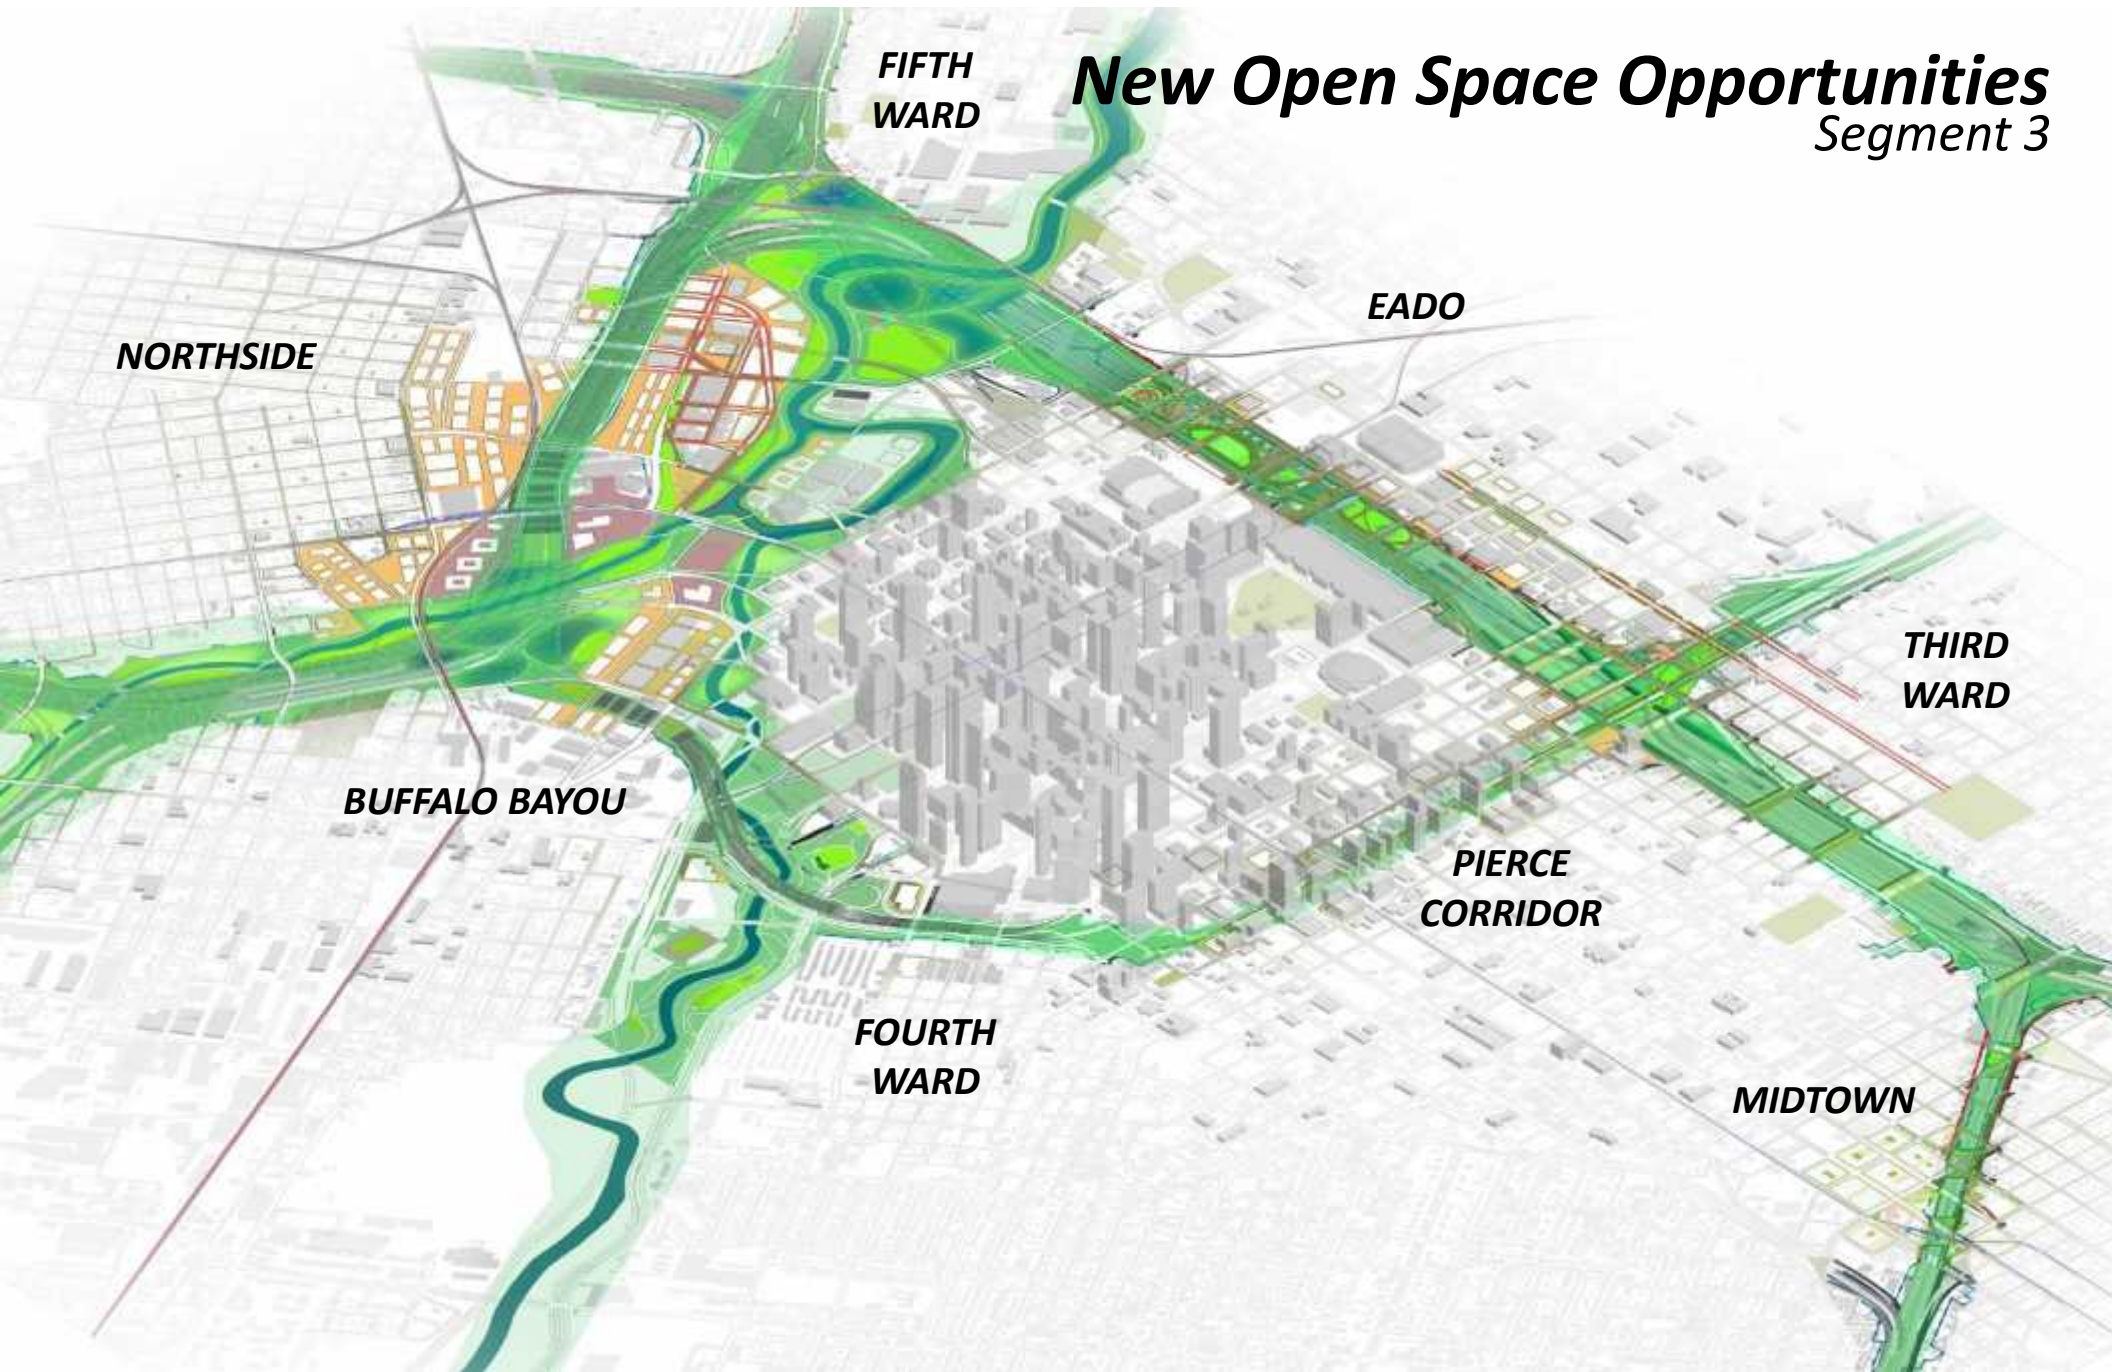 New Open Space Opportunities
Segment 3
FIFTH
WARD
EADO
NORTHSIDE
THIRD
WARD
BUFFALO BAYOU
PIERCE
CORRIDOR
FOURTH
WARD
MIDTOWN